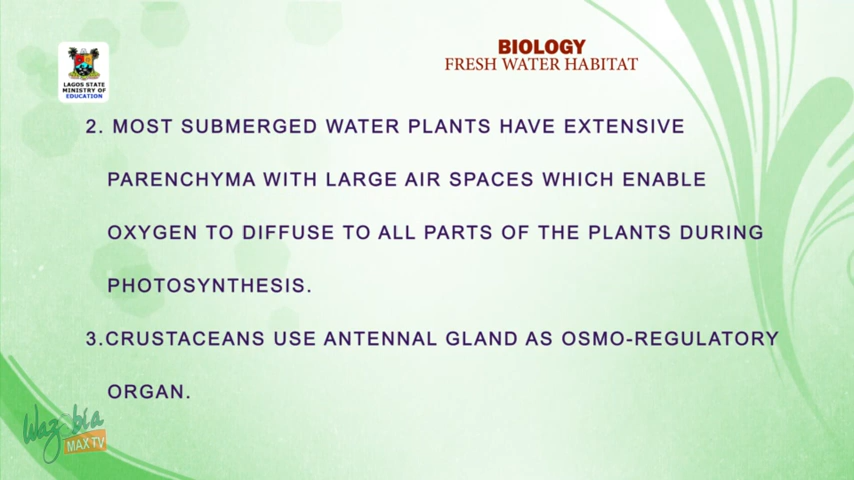 BIOLOGY
FRESH WATER HABITAT
LAGOS STATE
MINISTRY OF
EDUCATION
2. MOST SUBMERGED WATER PLANTS HAVE EXTENSIVE
PARENCHYMA WITH LARGE AIR SPACES WHICH ENABLE
OXYGEN TO DIFFUSE TO ALL PARTS OF THE PLANTS DURING
PHOTOSYNTHESIS.
3.CRUSTACEANS USE ANTENNAL GLAND AS OSMO-REGULATORY
ORGAN.
Wazobia
MAX TV